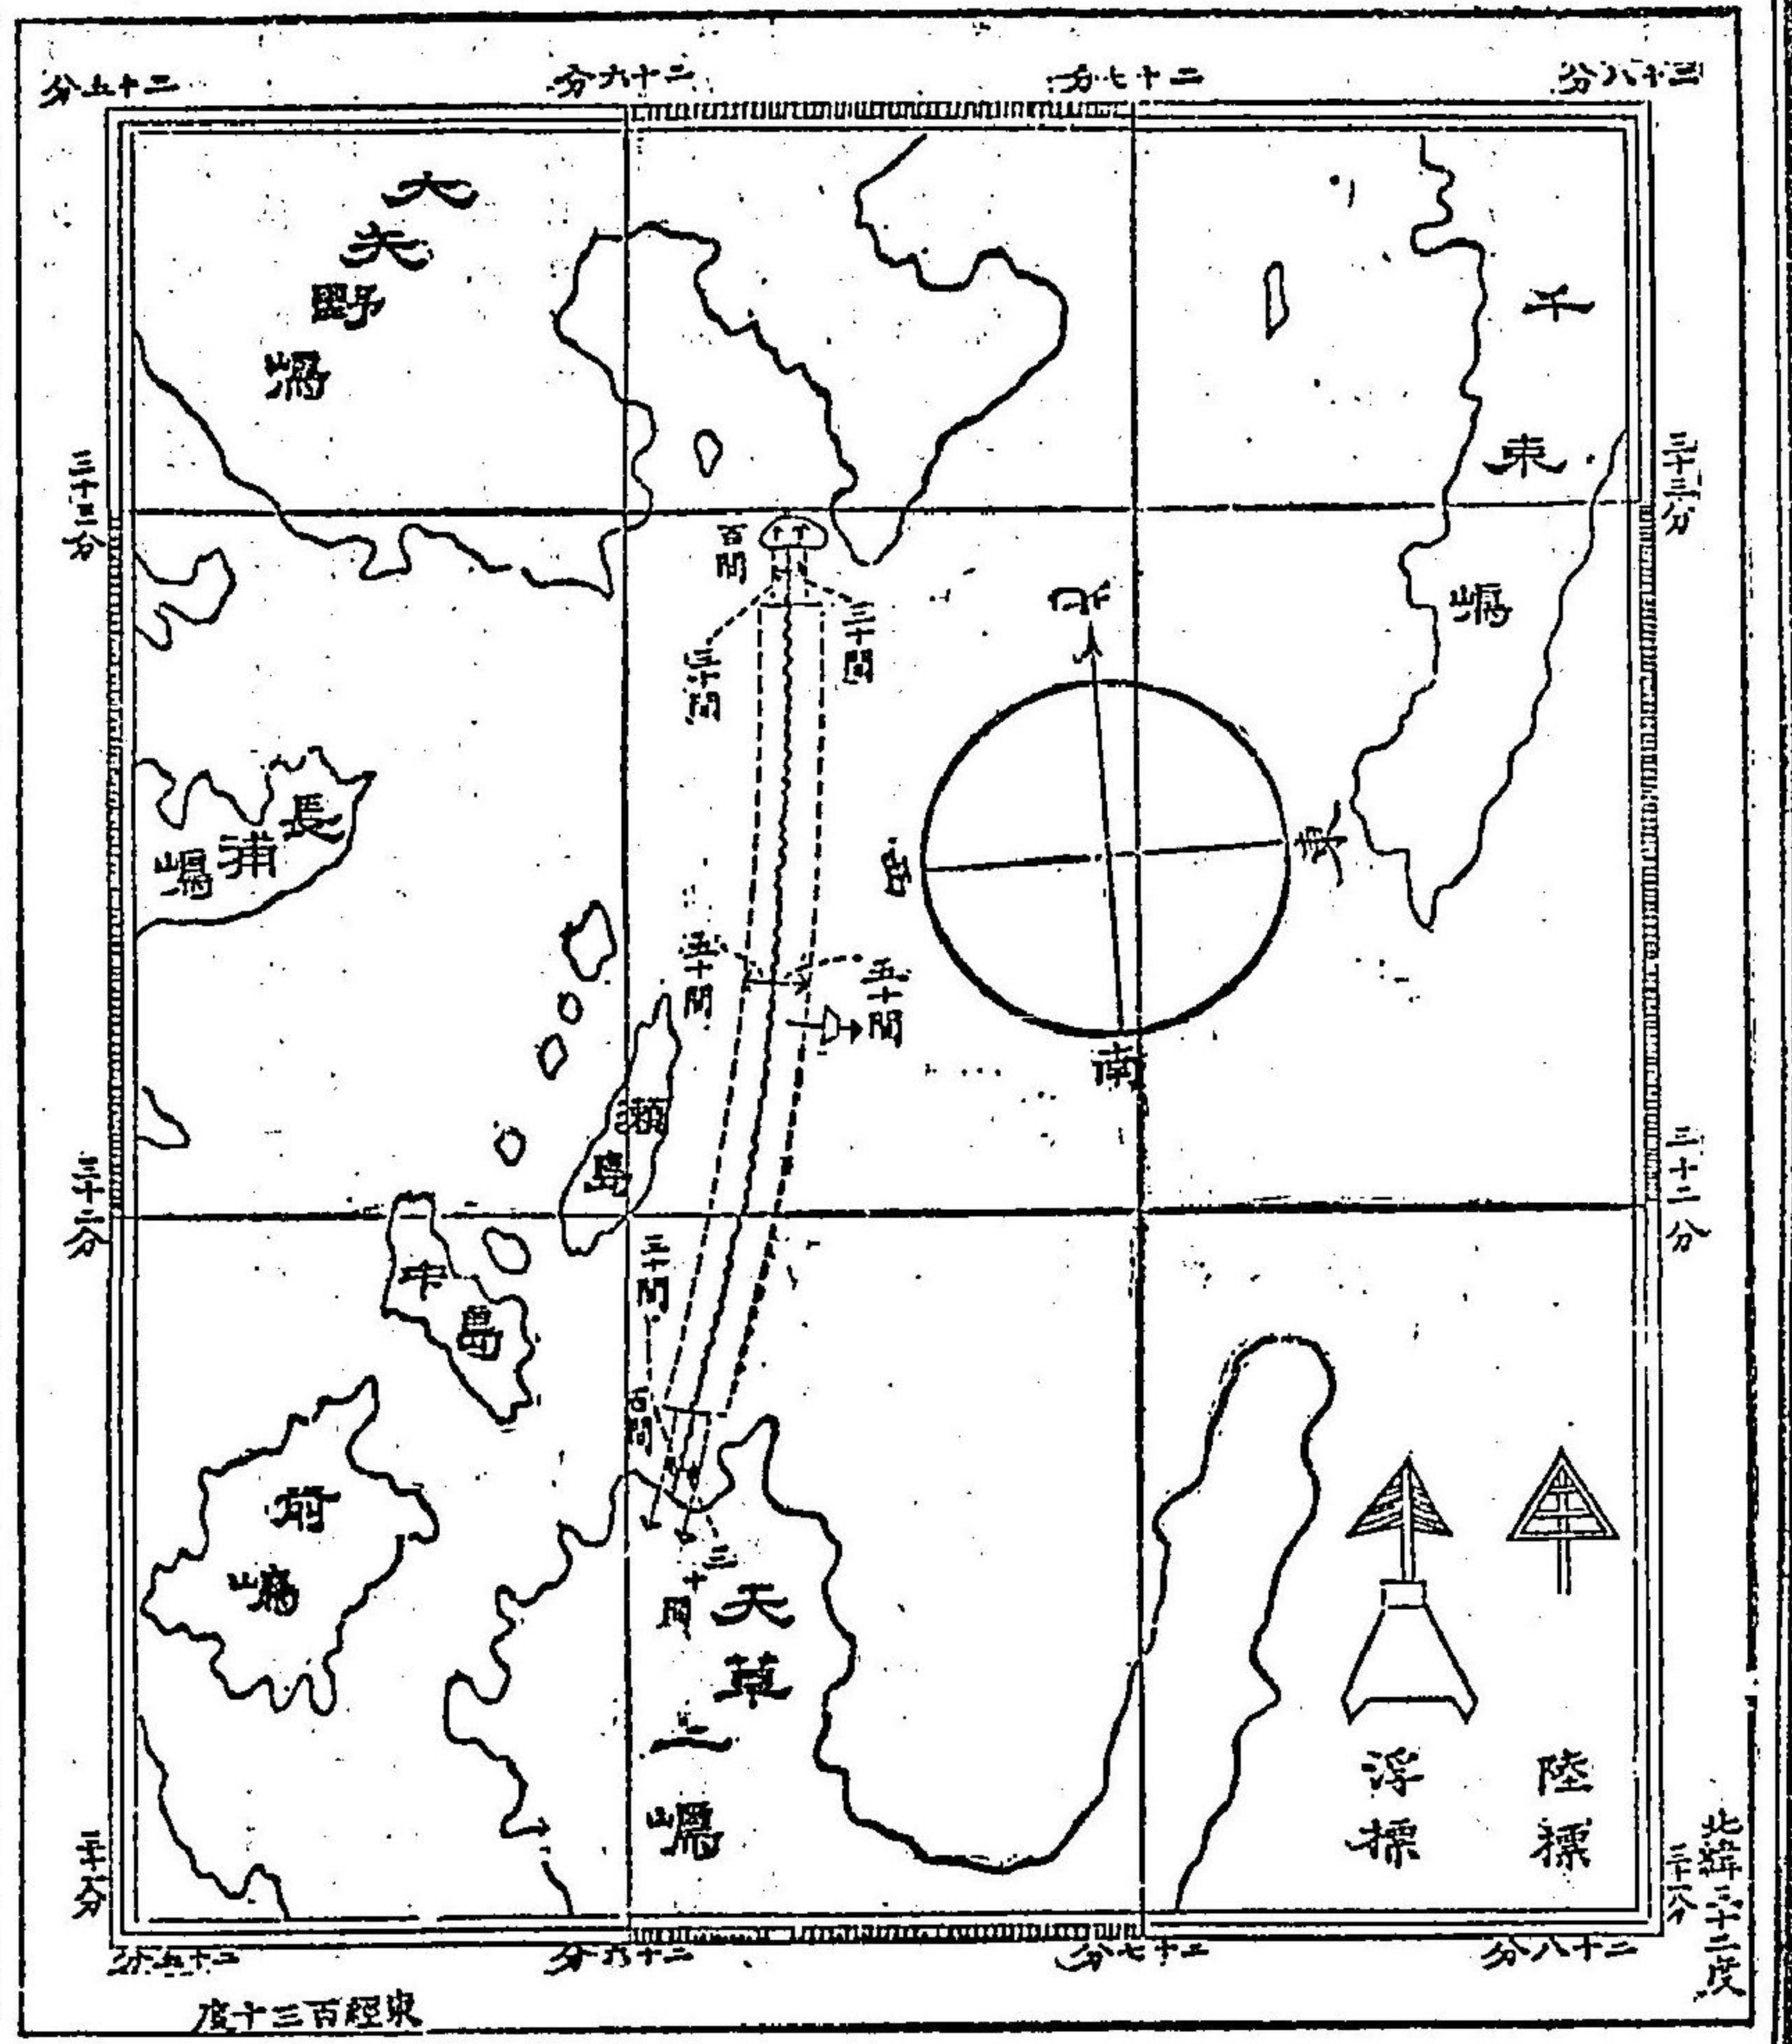 二十八分
二十七分
二十六分
二十五分
三十三分
三十三分
千束嶋
大矢野嶋
百間
三十間
三十間
北
東
西
南
長浦嶋
五十間
五十間
瀬島
三十二分
三十二分
中島
三十間
百間
三十間
前嶋
天草上嶋
陸標
浮標
北緯三十二度
三十一分
三十一分
二十八分
二十七分
二十六分
二十五分
東經百三十度